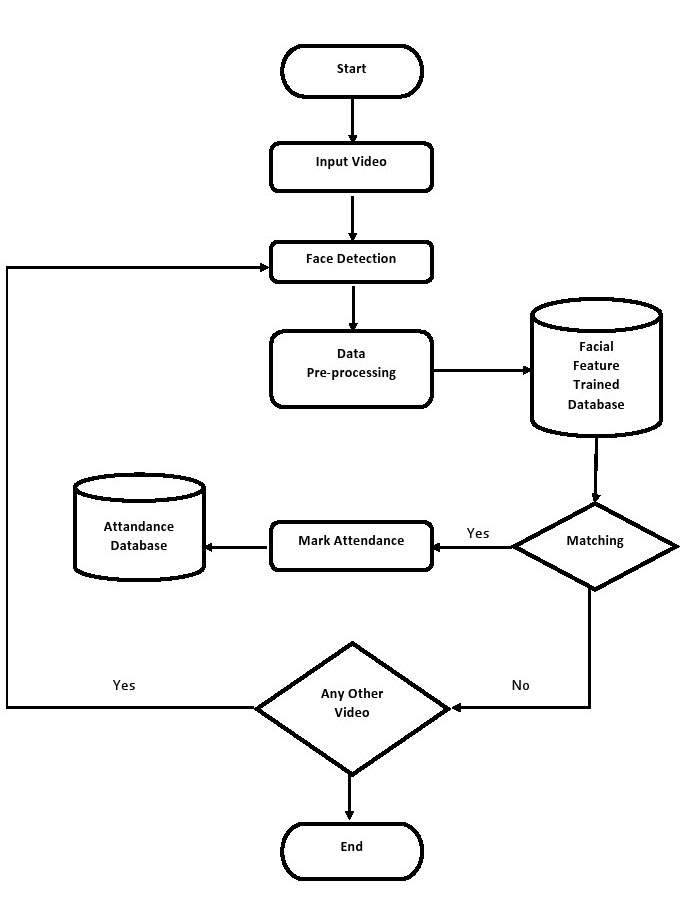 Start
Input Video
Face Detection
Data
Pre-processing
Facial
Feature
Trained
Database
Matching
Yes
Mark Attendance
Attandance
Database
No
Any Other
Video
Yes
End